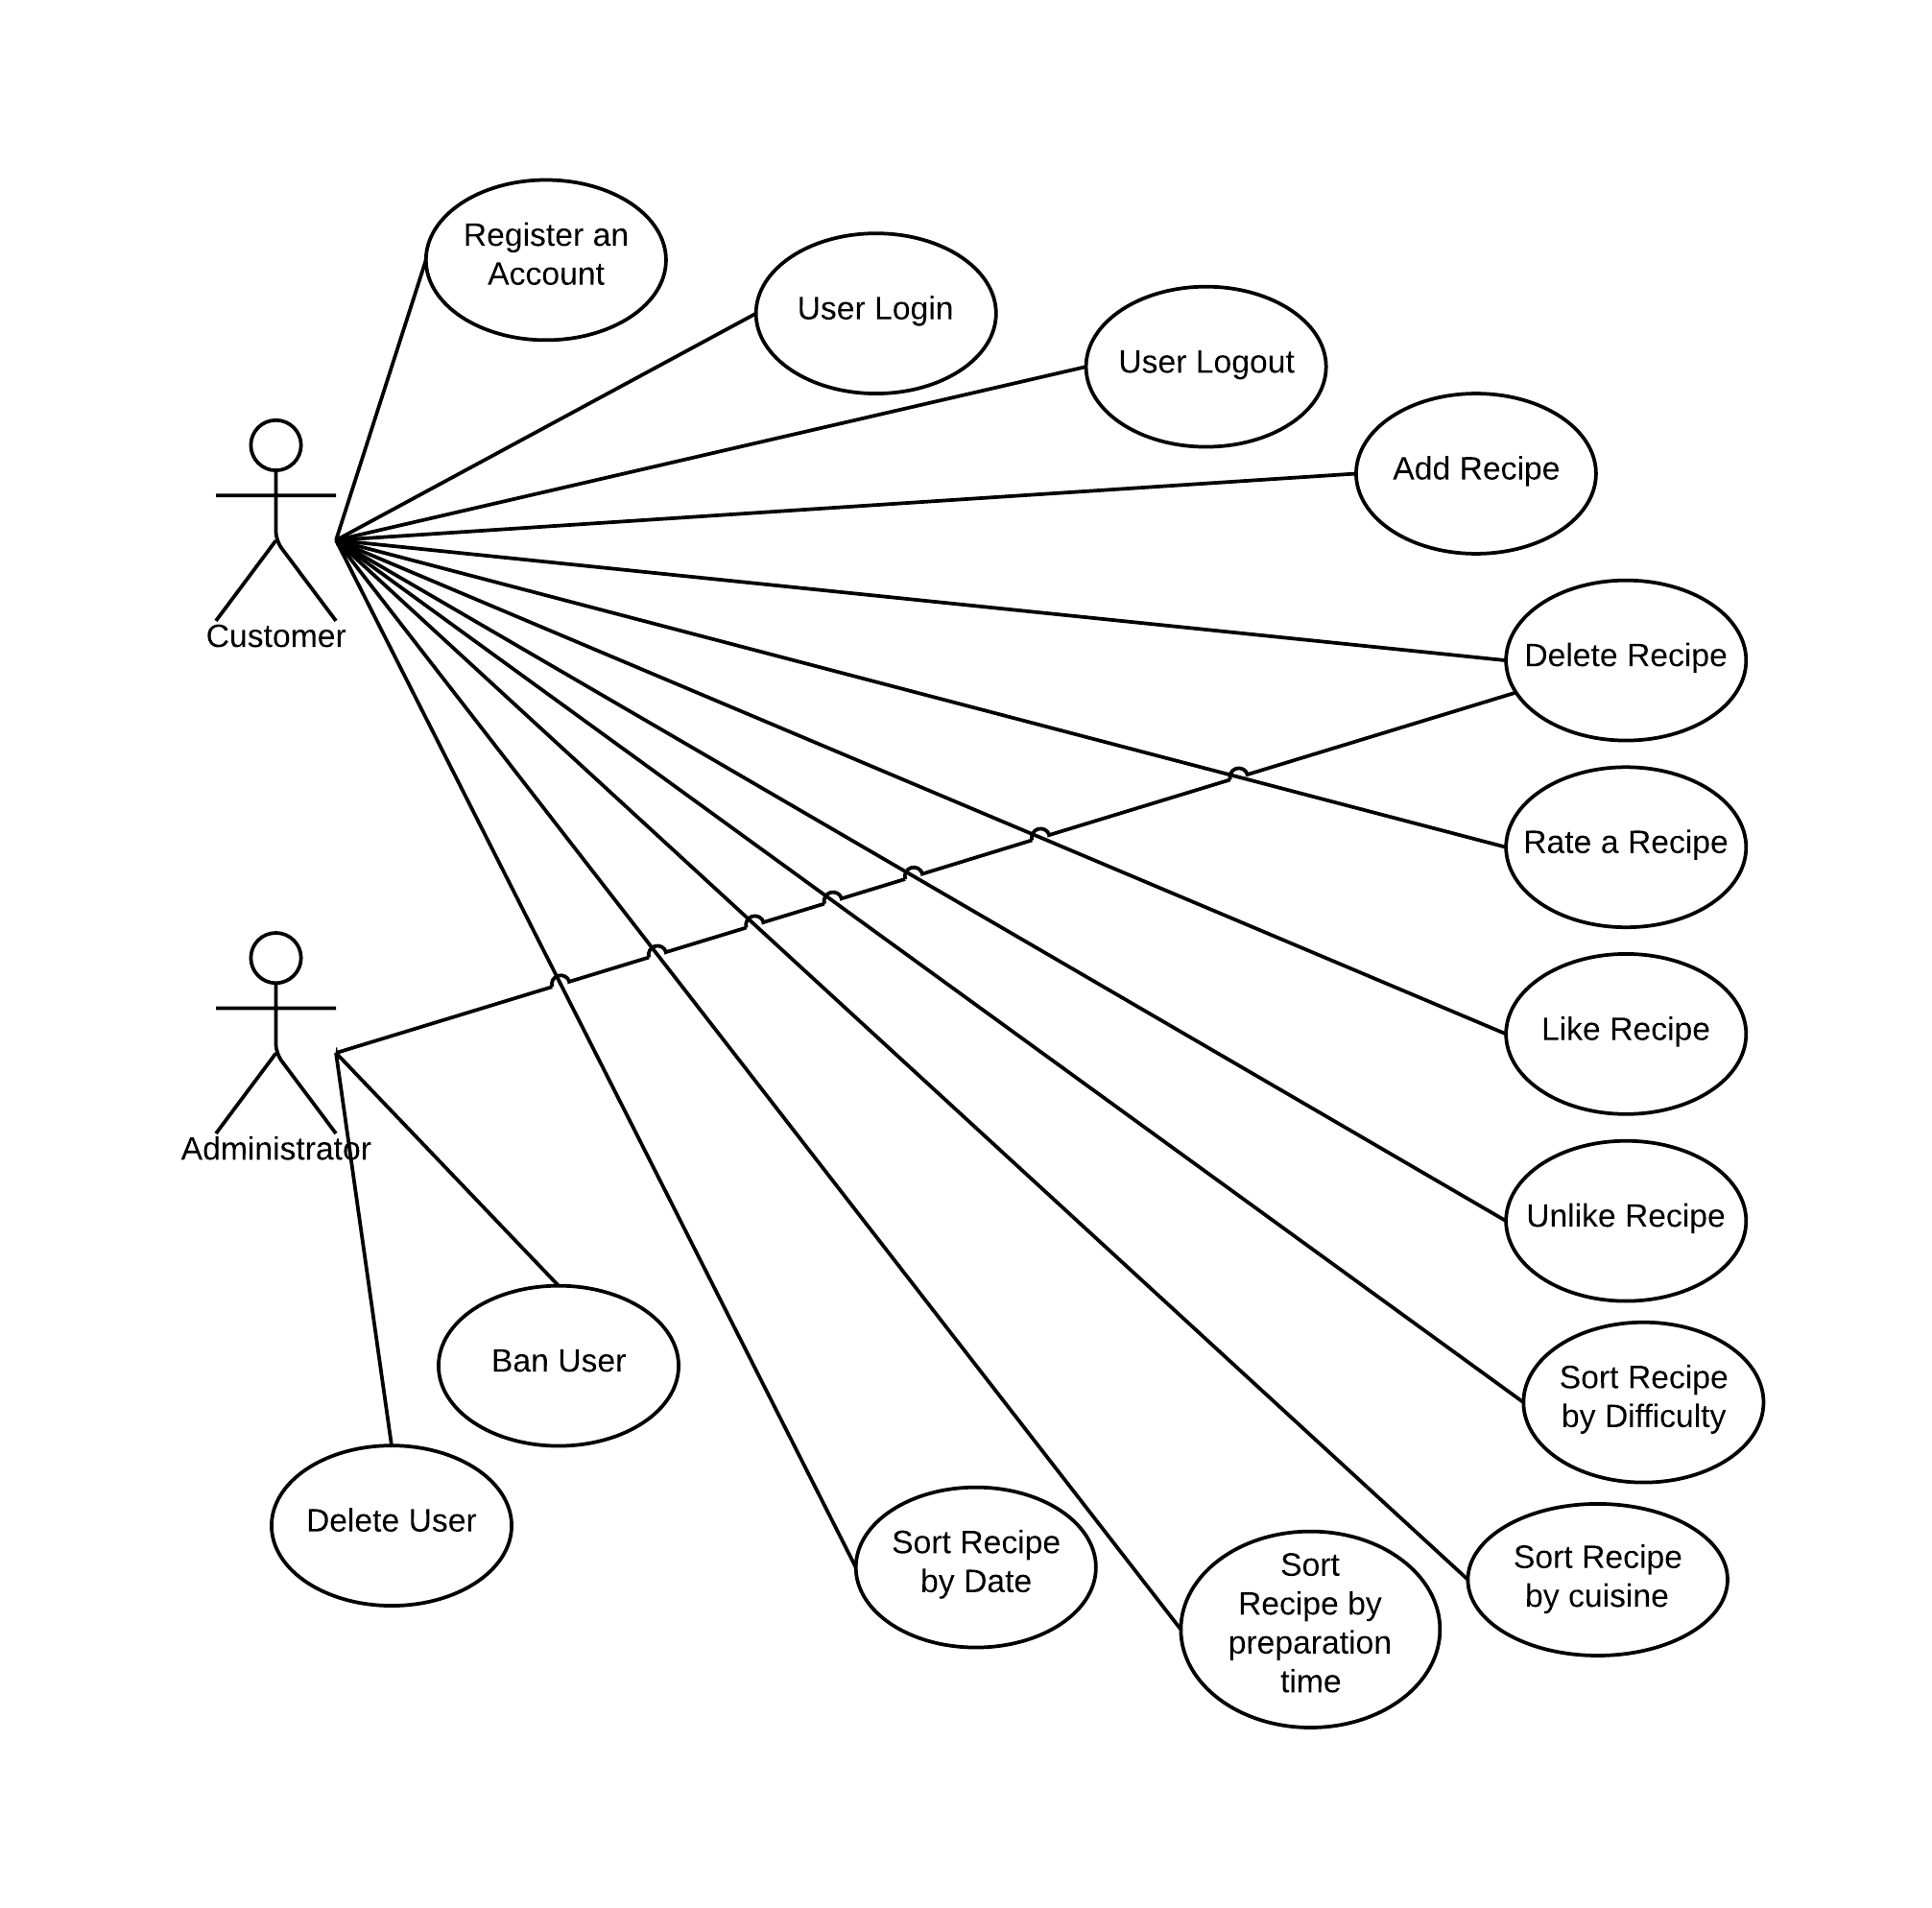 Register an
Account
User Login
User Logout
Add Recipe
Customer
Delete Recipe
Rate a Recipe
Like Recipe
Administrator
Unlike Recipe
Ban User
Sort Recipe
by Difficulty
Delete User
Sort Recipe
by Date
Sort
Recipe by
preparation
time
Sort Recipe
by cuisine